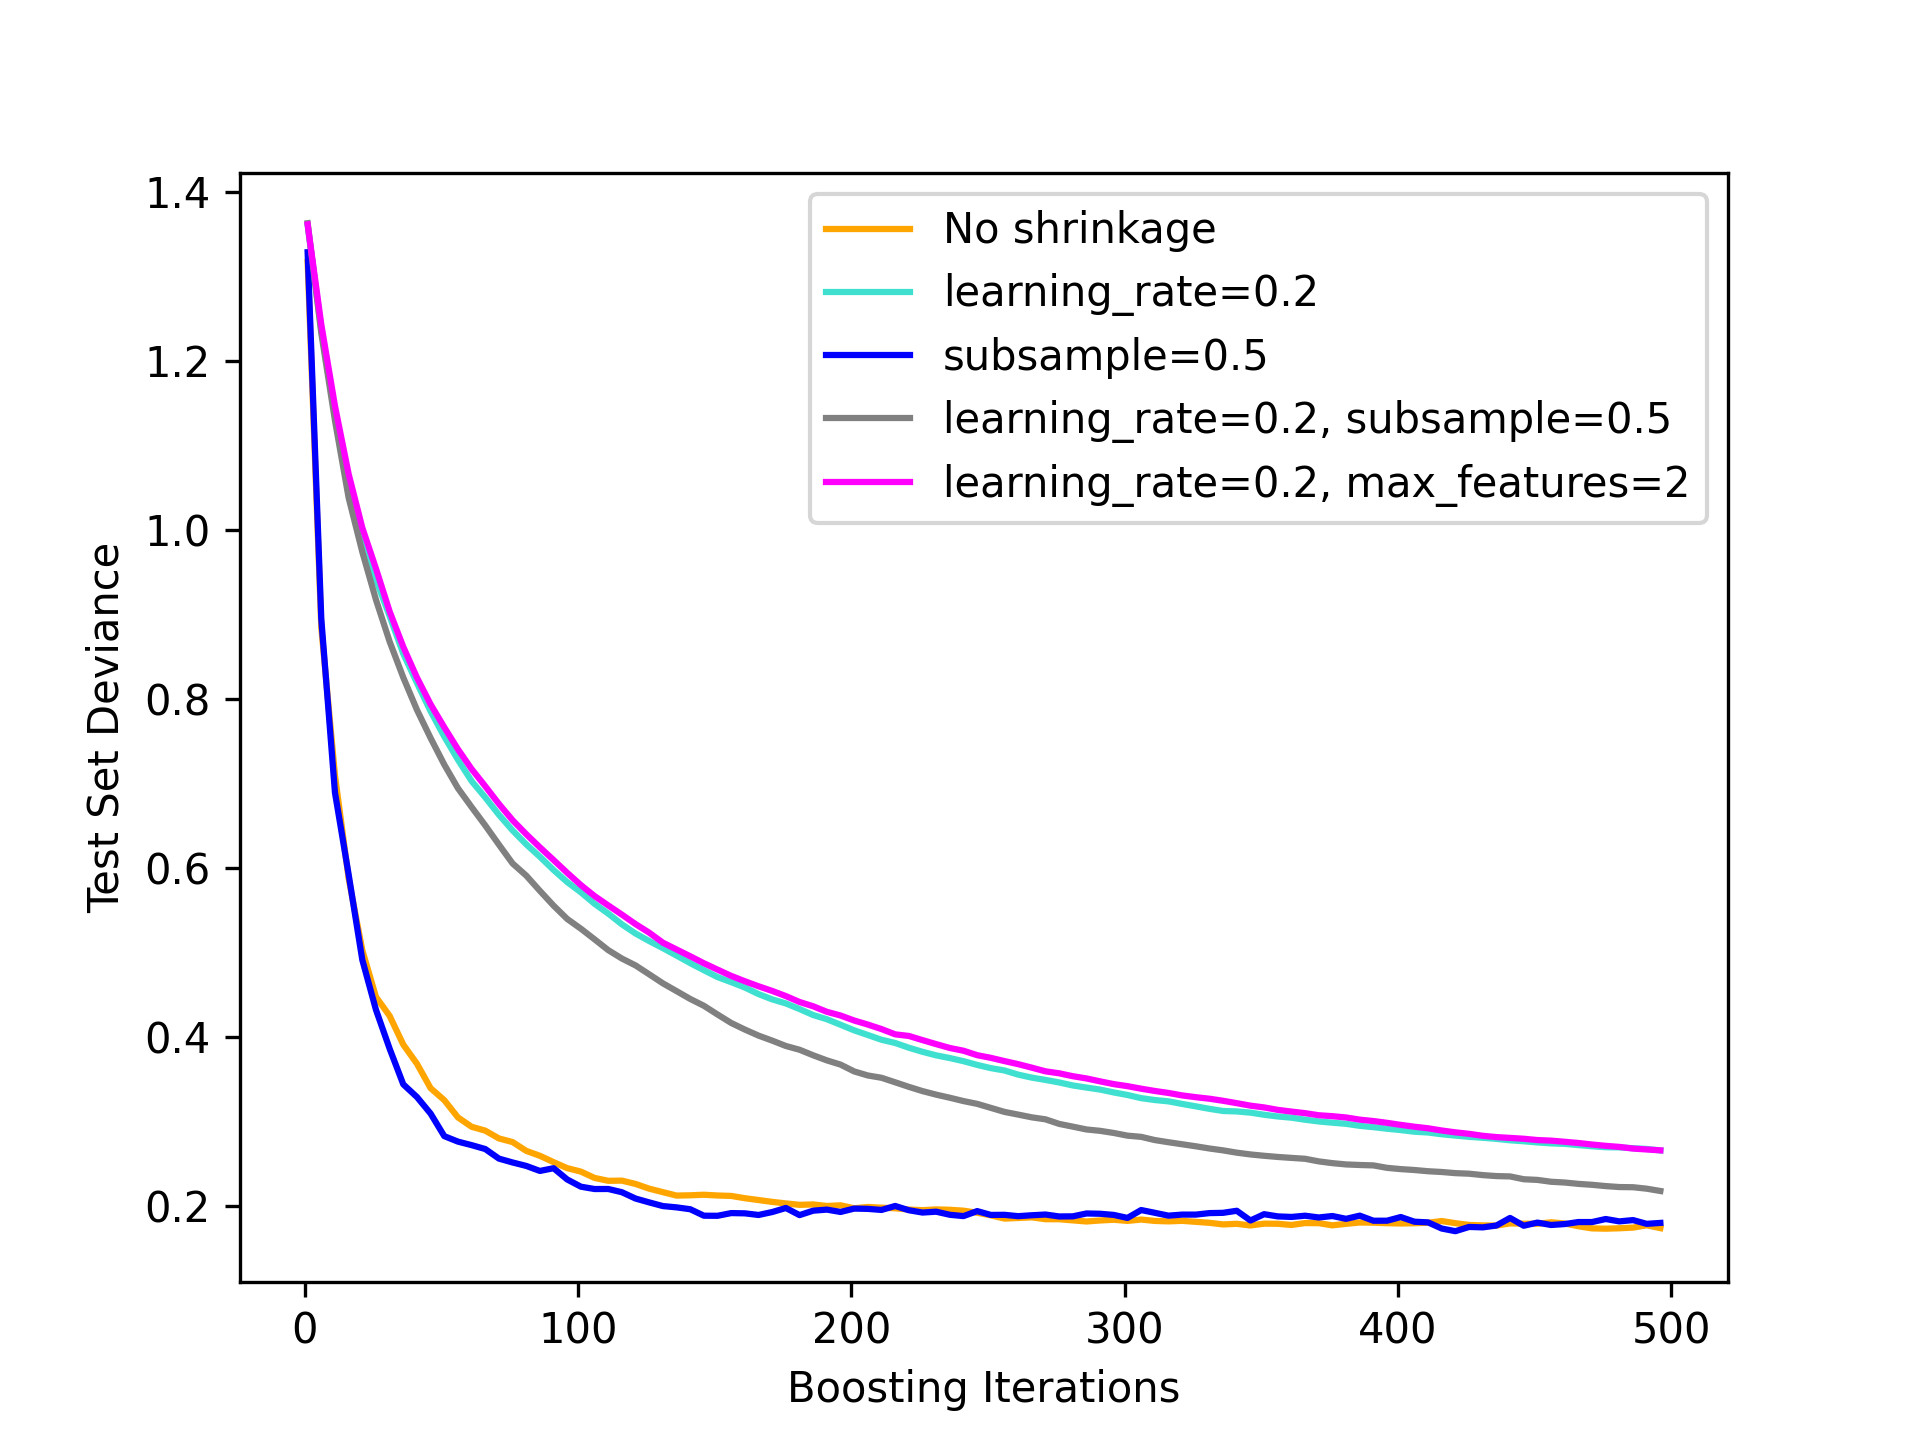 1.4
1.2
1.0
0.8
0.6
0.4
0.2
Test Set Deviance
No shrinkage
learning_rate=0.2
subsample=0.5
learning_rate=0.2, subsample=0.5
learning_rate=0.2, max_features=2
0 100 200 300 400 500
Boosting Iterations